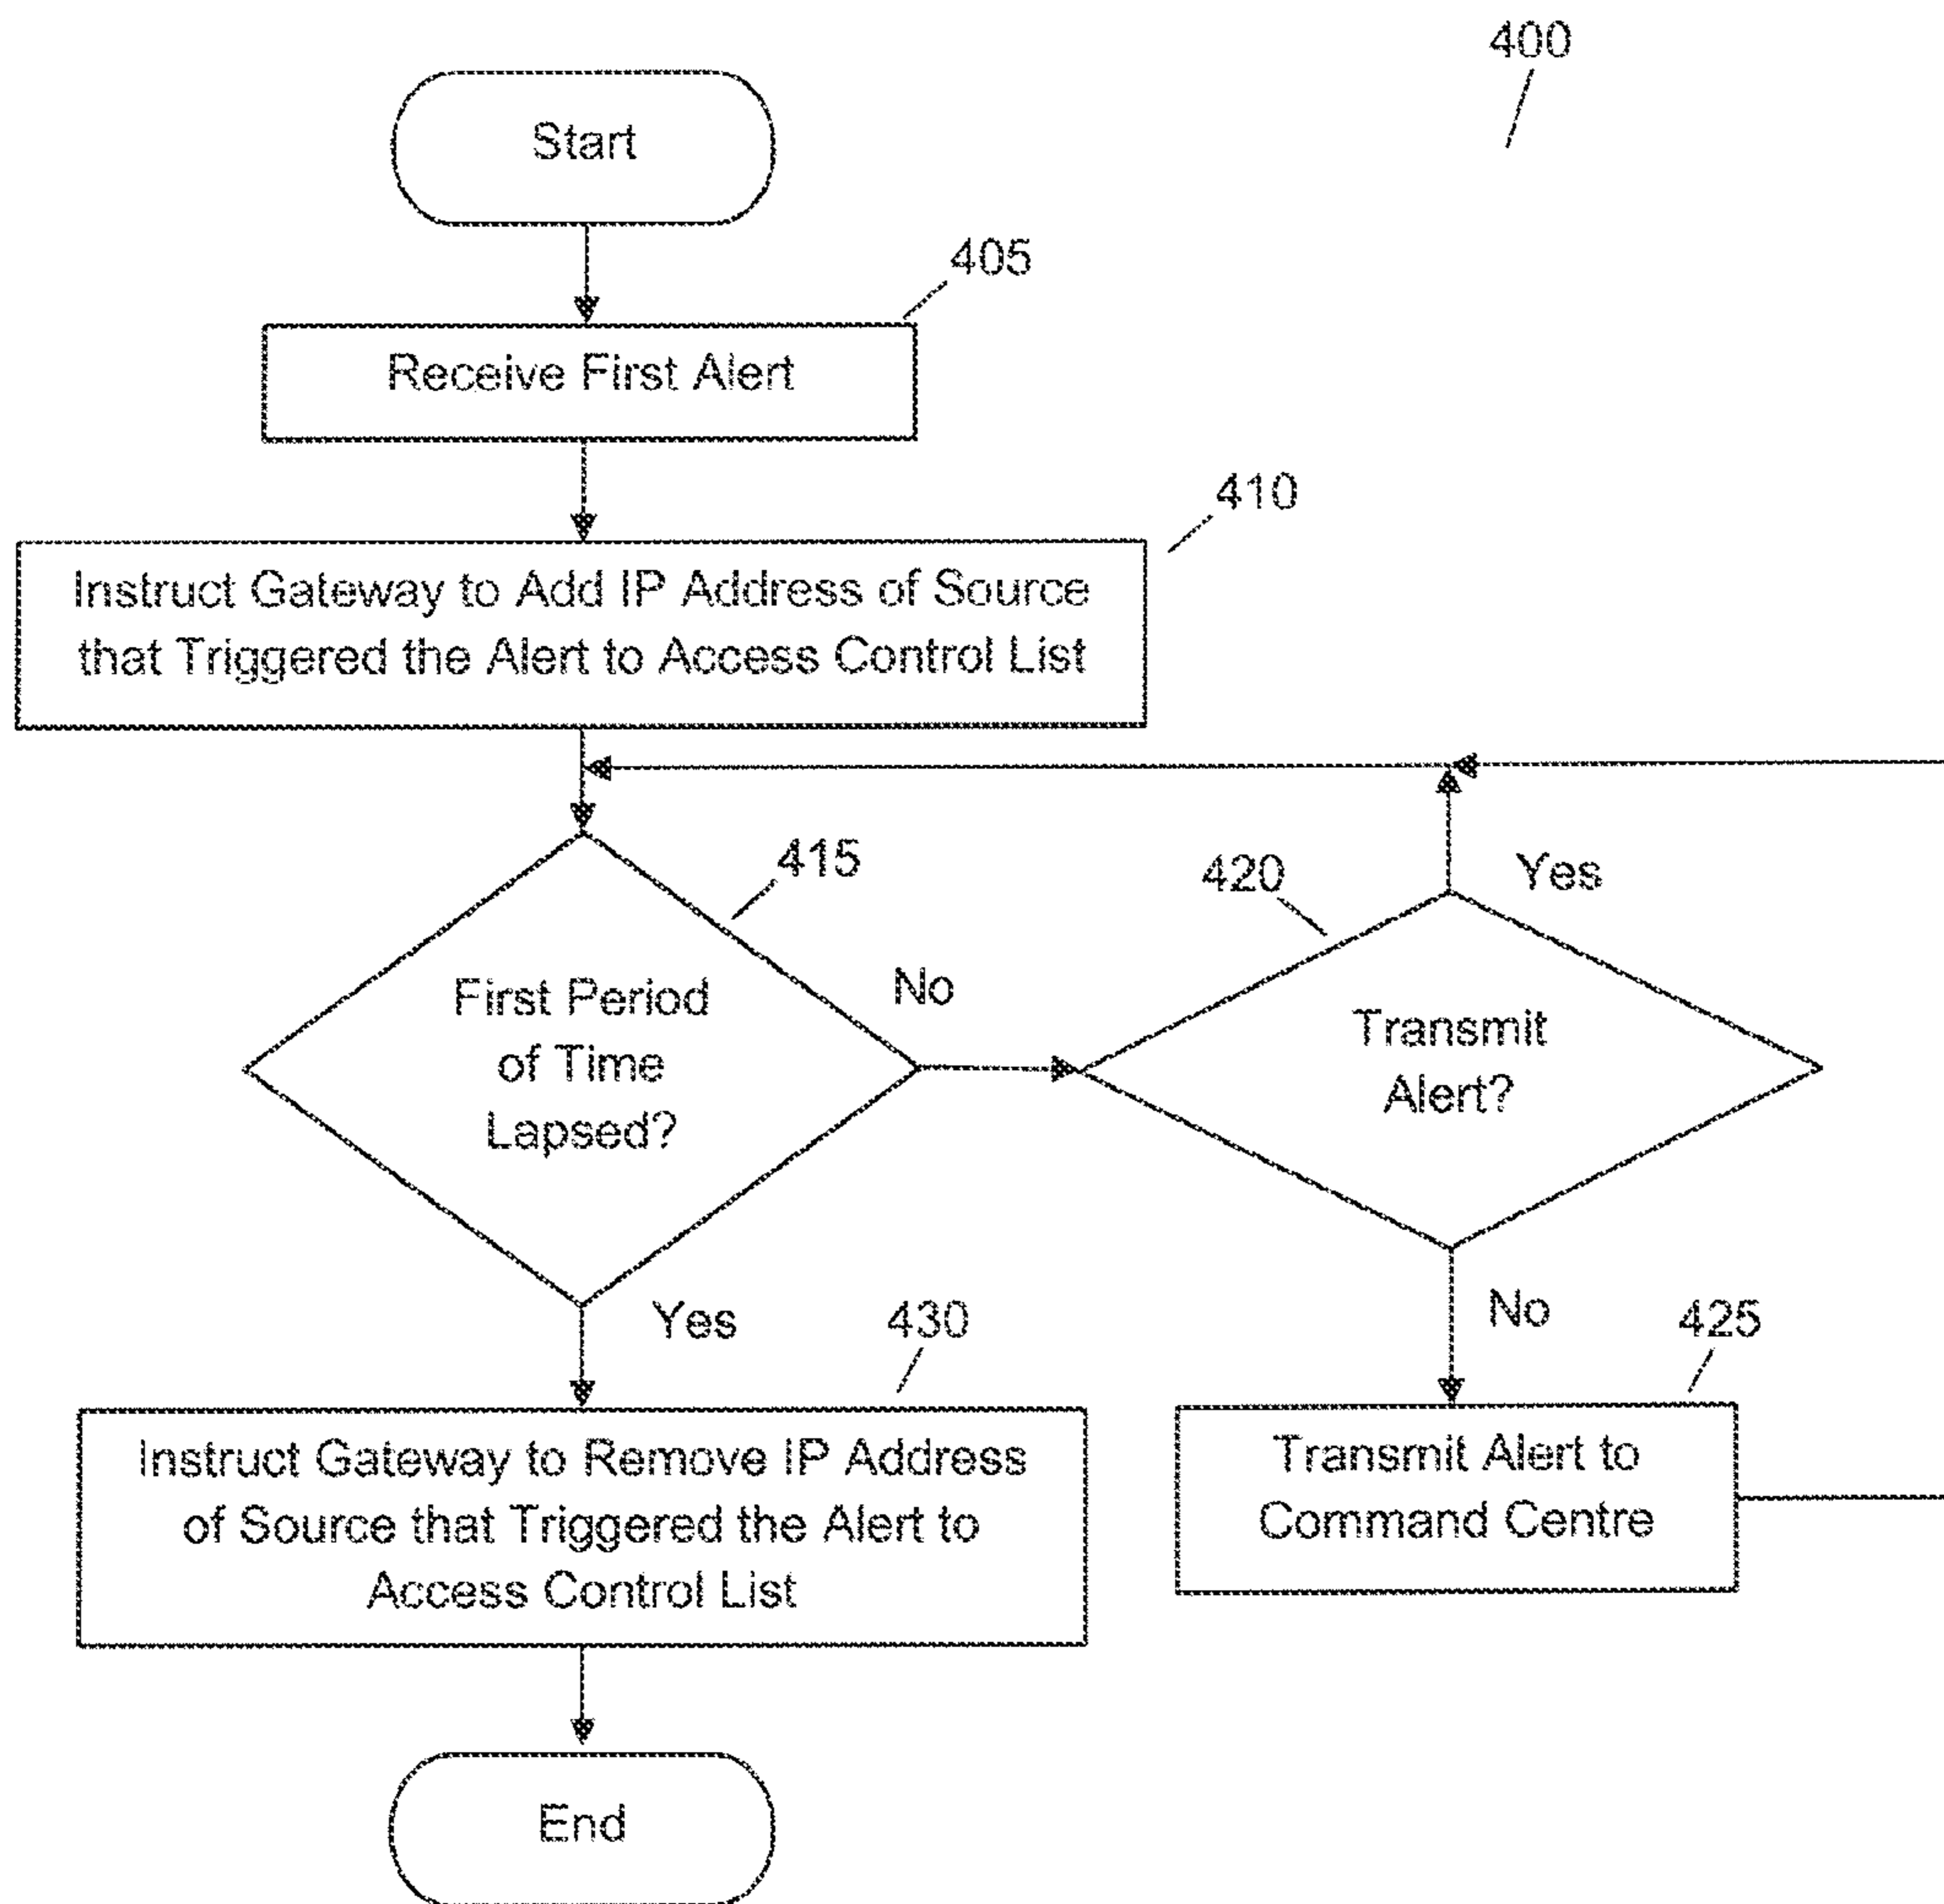 400
Start
405
Receive First Alert
410
Instruct Gateway to Add IP Address of Source
that Triggered the Alert to Access Control List
415
First Period
of Time
Lapsed?
No
420
Yes
Transmit
Alert?
Yes
430
Instruct Gateway to Remove IP Address
of Source that Triggered the Alert to
Access Control List
No
425
Transmit Alert to
Command Centre
End